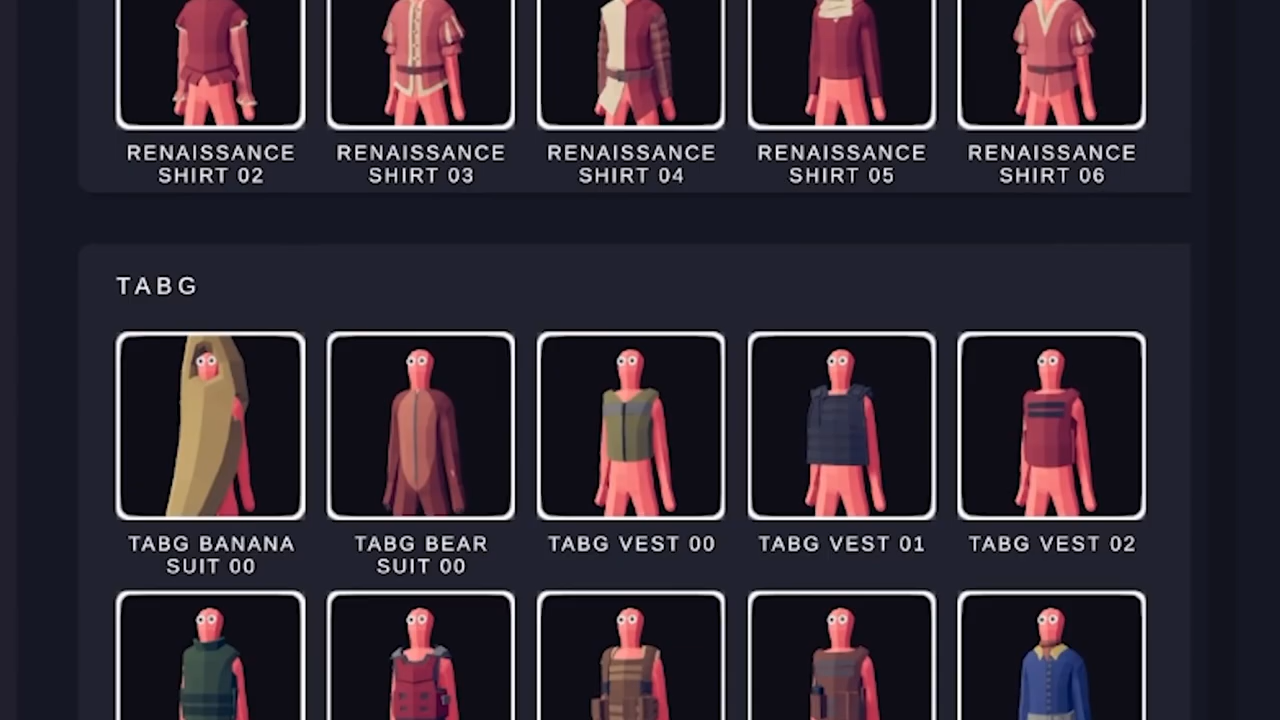 RENAISSANCE RENAISSANCE RENAISSANCE RENAISSANCE RENAISSANCE
SHIRT 02 SHIRT 03 SHIRT 04 SHIRT 05 SHIRT 06
TABG
TABG BANANA TABG BEAR TABG VEST 00 TABG VEST 01 TABG VEST 02
SUIT 00 SUIT 00